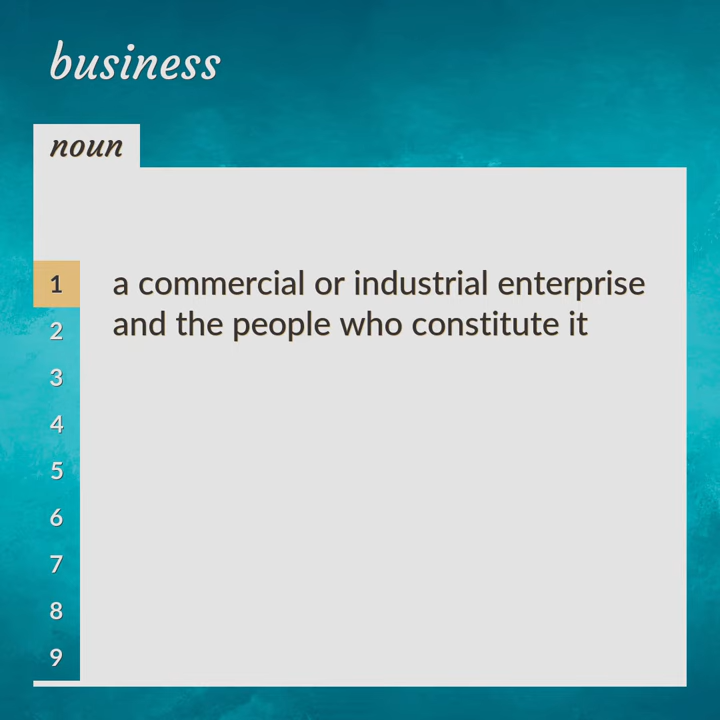 business
noun
1
a commercial or industrial enterprise
and the people who constitute it
2
3
4
5
6
7
8
9